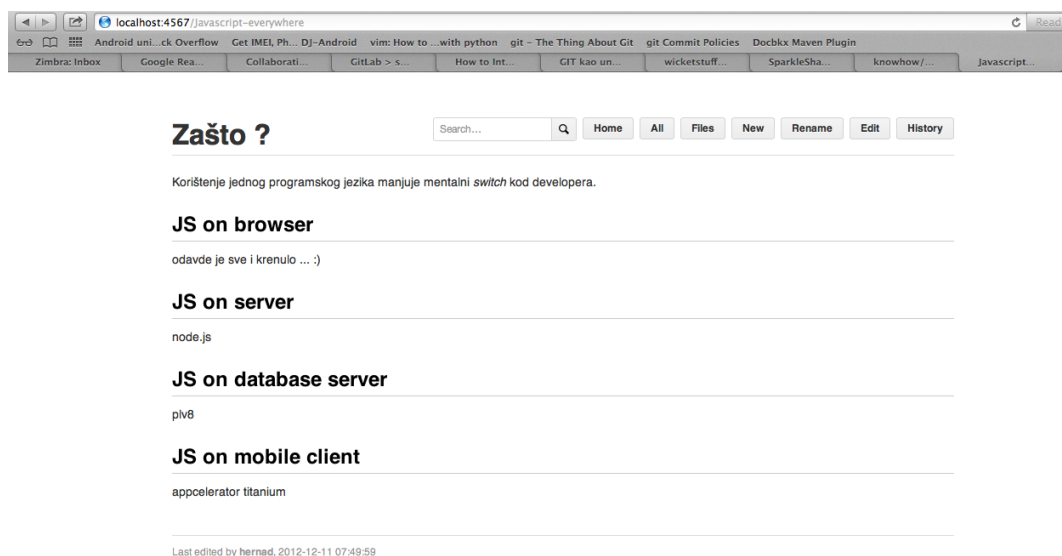 localhost:4567/Javascript-everywhere
Read
Android uni...ck Overflow Get IMEI, Ph... DJ-Android vim: How to ...with python git - The Thing About Git git Commit Policies Docbkx Maven Plugin
Zimbra: Inbox Google Rea... Collaborati... GitLab > s... How to Int... GIT kao un... wicketstuff... SparkleSha... knowhow/... Javascript...
Zašto ?
Search... Home All Files New Rename Edit History
Korištenje jednog programskog jezika manjuje mentalni switch kod developera.
JS on browser
odavde je sve i krenulo ... :)
JS on server
node.js
JS on database server
plv8
JS on mobile client
appcelerator titanium
Last edited by hernad, 2012-12-11 07:49:59